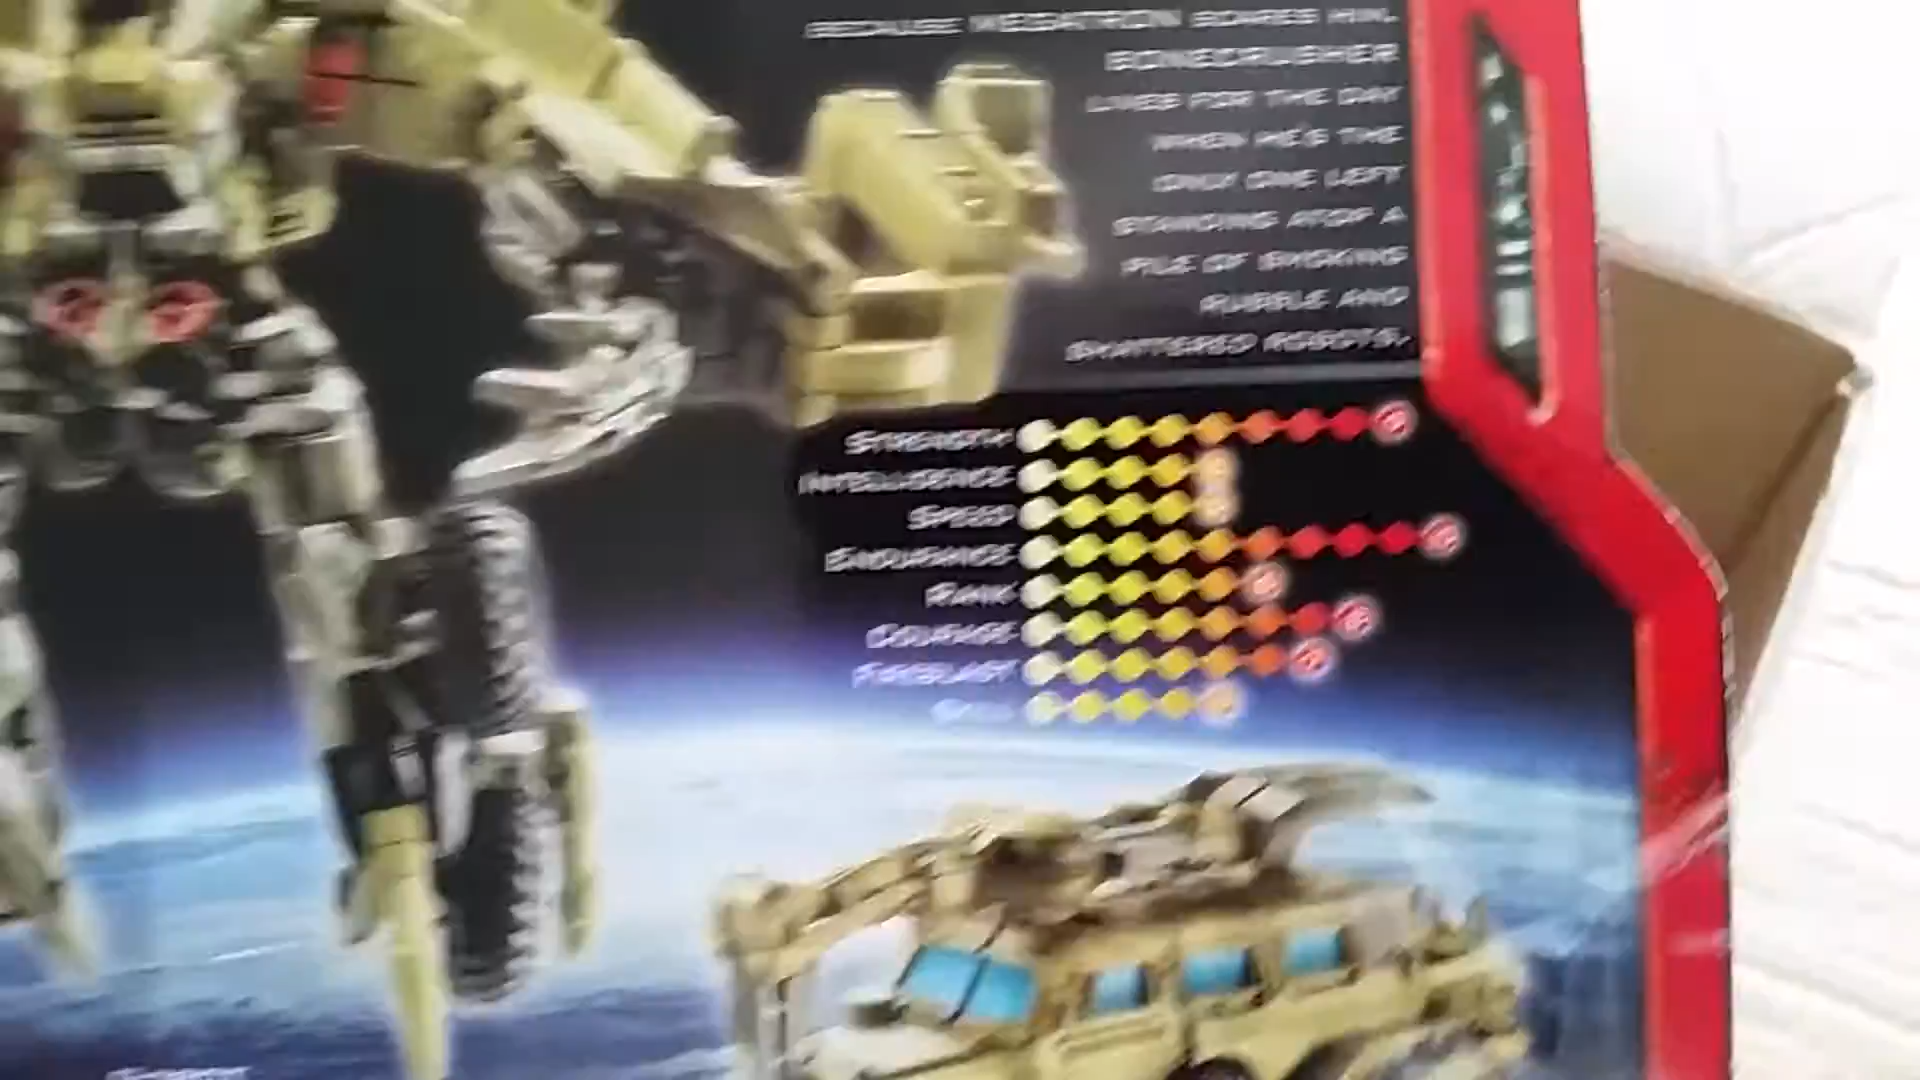 BECAUSE MEGATRON SCARES HIM,
BONECRUSHER
LIVES FOR THE DAY
WHEN HE'S THE
ONLY ONE LEFT
STANDING ATOP A
PILE OF SMOKING
RUBBLE AND
SHATTERED ROBOTS.
STRENGTH
INTELLIGENCE
SPEED
ENDURANCE
RANK
COURAGE
FIREBLAST
SKILL